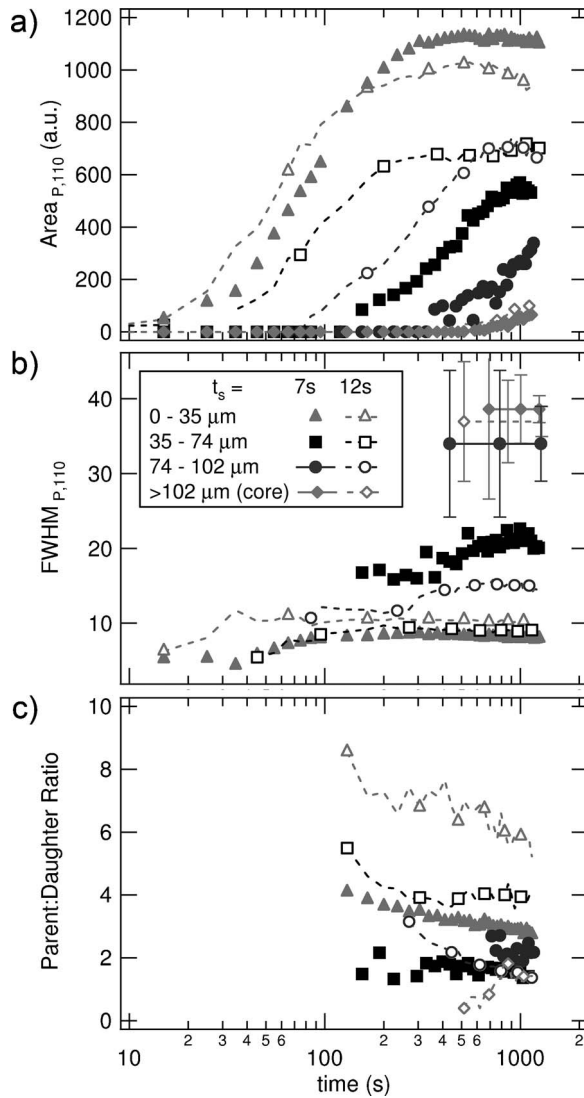 a)
Area P,110 (a.u.)
1200
1000
800
600
400
200
0
b)
FWHM P,110
40
30
20
10
0
t_s = 7s 12s
0 - 35 µm
35 - 74 µm
74 - 102 µm
>102 µm (core)
c)
Parent:Daughter Ratio
10
8
6
4
2
0
10 2 3 4 5 6 100 2 3 4 5 6 1000 2
time (s)